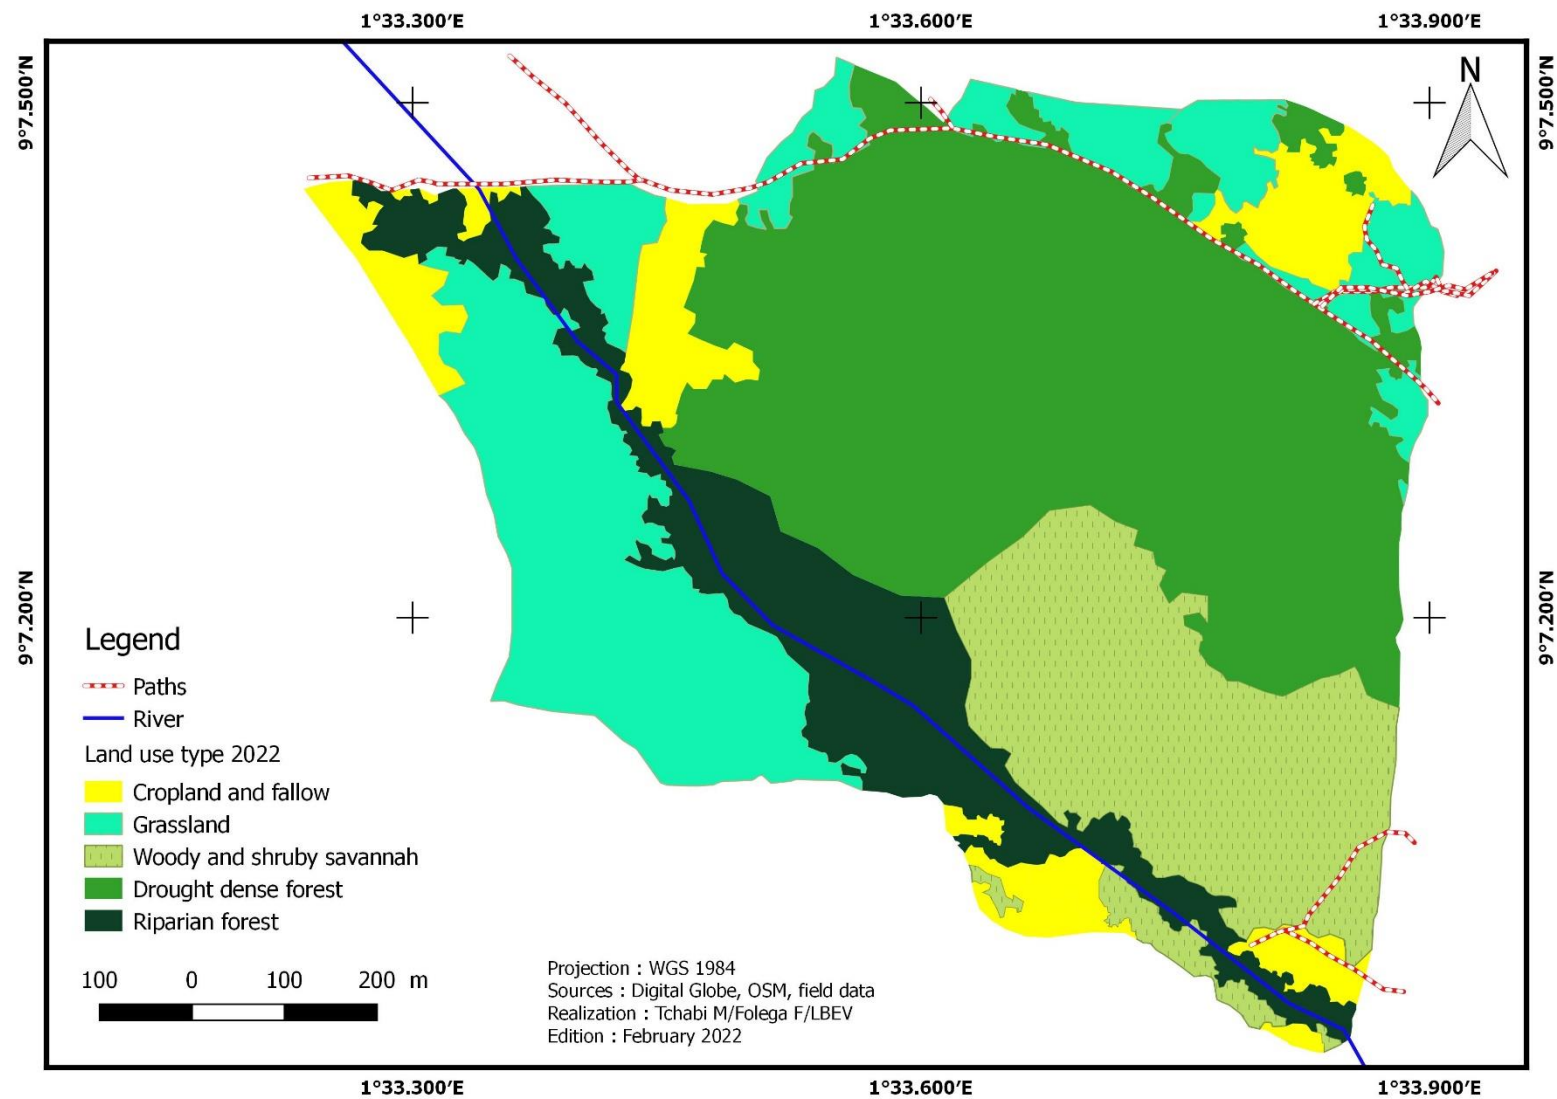 1°33.300′E 1°33.600′E 1°33.900′E
9°7.500′N 9°7.500′N
N
9°7.200′N 9°7.200′N
Legend
Paths
River
Land use type 2022
Cropland and fallow
Grassland
Woody and shruby savannah
Drought dense forest
Riparian forest
100 0 100 200 m
Projection : WGS 1984
Sources : Digital Globe, OSM, field data
Realization : Tchabi M/Folega F/LBEV
Edition : February 2022
1°33.300′E 1°33.600′E 1°33.900′E